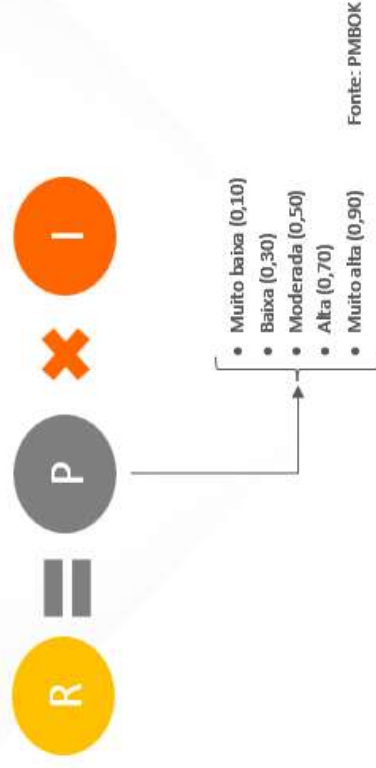 R = P × I
• Muito baixa (0,10)
• Baixa (0,30)
• Moderada (0,50)
• Alta (0,70)
• Muito alta (0,90)
Fonte: PMBOK